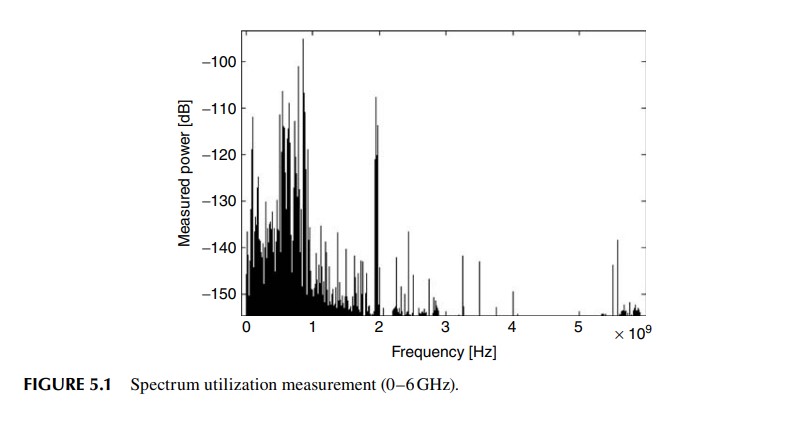 Measured power [dB]
−100
−110
−120
−130
−140
−150
0 1 2 3 4 5 × 10⁹
Frequency [Hz]
FIGURE 5.1 Spectrum utilization measurement (0–6 GHz).